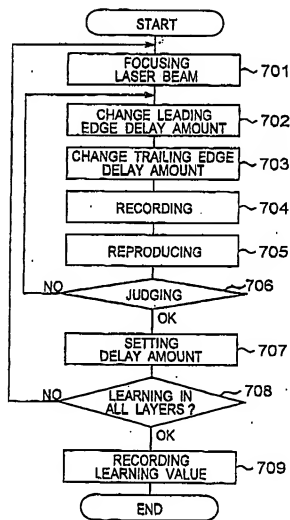 START
FOCUSING
LASER BEAM
701
CHANGE LEADING
EDGE DELAY AMOUNT
702
CHANGE TRAILING EDGE
DELAY AMOUNT
703
RECORDING
704
REPRODUCING
705
NO
JUDGING
706
OK
SETTING
DELAY AMOUNT
707
NO
LEARNING IN
ALL LAYERS ?
708
OK
RECORDING
LEARNING VALUE
709
END